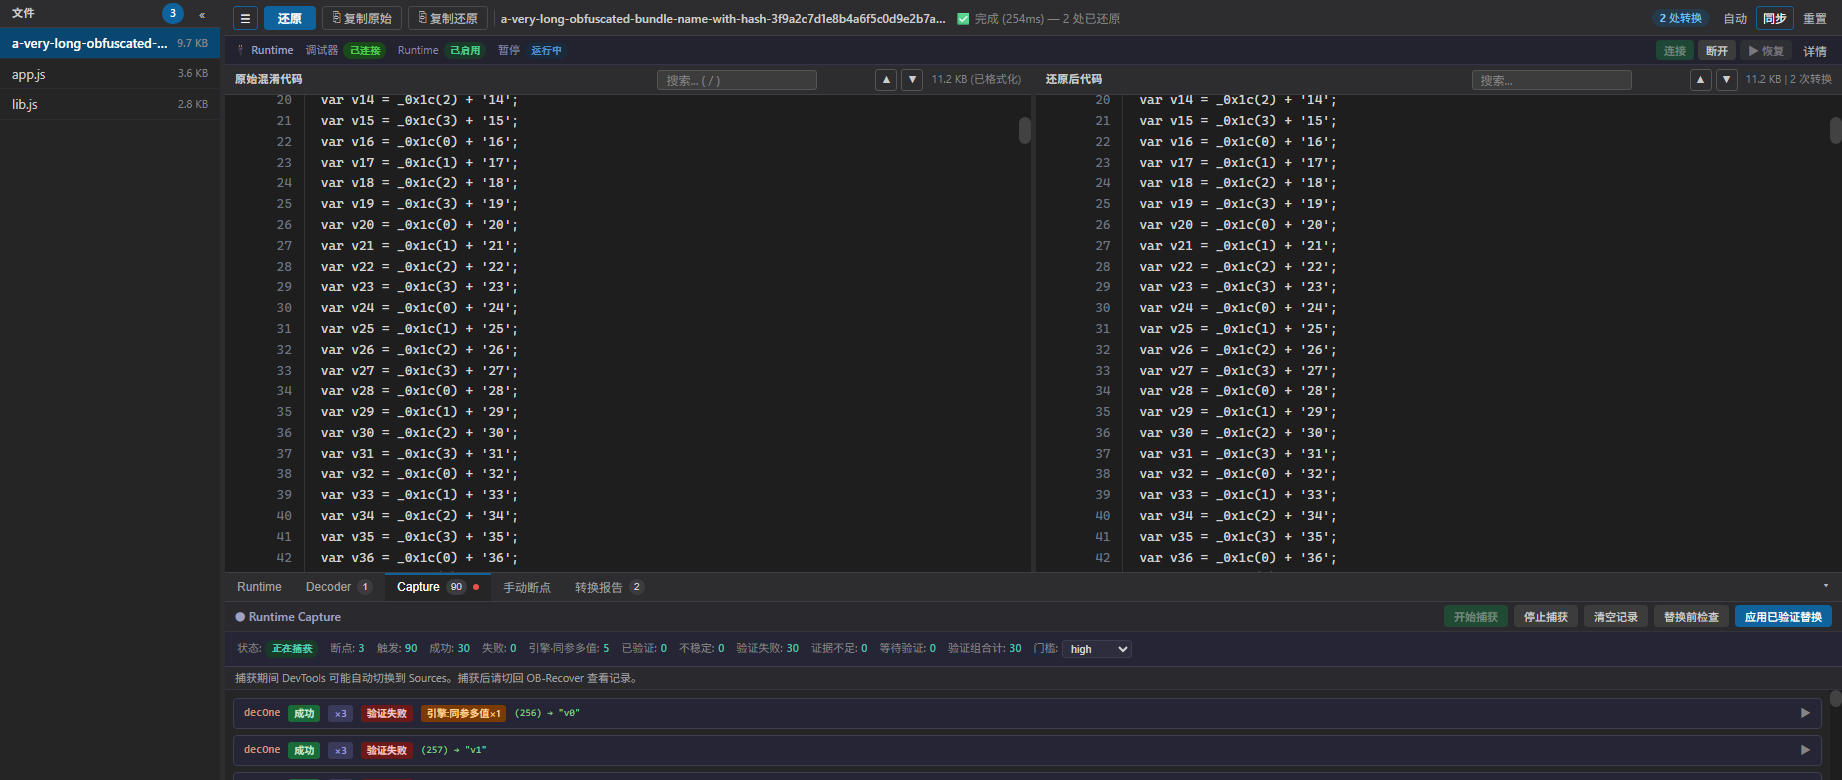 文件
3
«
a-very-long-obfuscated-... 9.7 KB
app.js 3.6 KB
lib.js 2.8 KB
☰ 还原 复制原始 复制还原 a-very-long-obfuscated-bundle-name-with-hash-3f9a2c7d1e8b4a6f5c0d9e2b7a... ✅ 完成 (254ms) — 2 处已还原 2 处转换 自动 同步 重置
Runtime 调试器 已连接 Runtime 已启用 暂停 运行中 连接 断开 ▶ 恢复 详情
原始混淆代码 搜索... ( / ) ▲ ▼ 11.2 KB (已格式化)
20 var v14 = _0x1c(2) + '14';
21 var v15 = _0x1c(3) + '15';
22 var v16 = _0x1c(0) + '16';
23 var v17 = _0x1c(1) + '17';
24 var v18 = _0x1c(2) + '18';
25 var v19 = _0x1c(3) + '19';
26 var v20 = _0x1c(0) + '20';
27 var v21 = _0x1c(1) + '21';
28 var v22 = _0x1c(2) + '22';
29 var v23 = _0x1c(3) + '23';
30 var v24 = _0x1c(0) + '24';
31 var v25 = _0x1c(1) + '25';
32 var v26 = _0x1c(2) + '26';
33 var v27 = _0x1c(3) + '27';
34 var v28 = _0x1c(0) + '28';
35 var v29 = _0x1c(1) + '29';
36 var v30 = _0x1c(2) + '30';
37 var v31 = _0x1c(3) + '31';
38 var v32 = _0x1c(0) + '32';
39 var v33 = _0x1c(1) + '33';
40 var v34 = _0x1c(2) + '34';
41 var v35 = _0x1c(3) + '35';
42 var v36 = _0x1c(0) + '36';
还原后代码 搜索... ▲ ▼ 11.2 KB | 2 次转换
20 var v14 = _0x1c(2) + '14';
21 var v15 = _0x1c(3) + '15';
22 var v16 = _0x1c(0) + '16';
23 var v17 = _0x1c(1) + '17';
24 var v18 = _0x1c(2) + '18';
25 var v19 = _0x1c(3) + '19';
26 var v20 = _0x1c(0) + '20';
27 var v21 = _0x1c(1) + '21';
28 var v22 = _0x1c(2) + '22';
29 var v23 = _0x1c(3) + '23';
30 var v24 = _0x1c(0) + '24';
31 var v25 = _0x1c(1) + '25';
32 var v26 = _0x1c(2) + '26';
33 var v27 = _0x1c(3) + '27';
34 var v28 = _0x1c(0) + '28';
35 var v29 = _0x1c(1) + '29';
36 var v30 = _0x1c(2) + '30';
37 var v31 = _0x1c(3) + '31';
38 var v32 = _0x1c(0) + '32';
39 var v33 = _0x1c(1) + '33';
40 var v34 = _0x1c(2) + '34';
41 var v35 = _0x1c(3) + '35';
42 var v36 = _0x1c(0) + '36';
Runtime Decoder 1 Capture 90 手动断点 转换报告 2
Runtime Capture 开始捕获 停止捕获 清空记录 替换前检查 应用已验证替换
状态: 正在捕获 断点: 3 触发: 90 成功: 30 失败: 0 引擎·同参多值: 5 已验证: 0 不稳定: 0 验证失败: 30 证据不足: 0 等待验证: 0 验证组合计: 30 门槛: high
捕获期间 DevTools 可能自动切换到 Sources。捕获后请切回 OB-Recover 查看记录。
decOne 成功 ×3 验证失败 引擎:同参多值×1 (256) → "v0" ▶
decOne 成功 ×3 验证失败 (257) → "v1" ▶